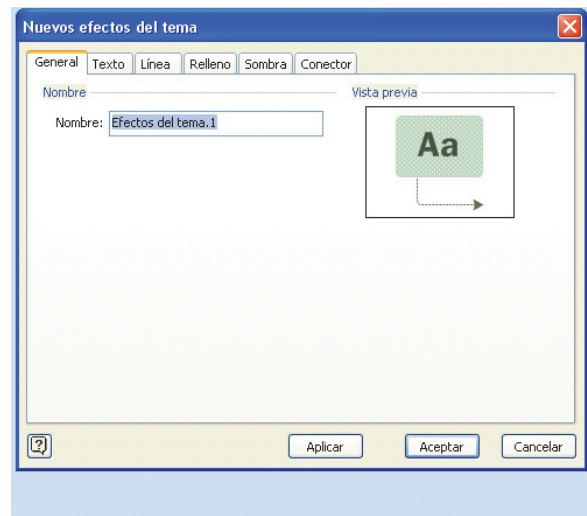 Nuevos efectos del tema
General Texto Línea Relleno Sombra Conector
Nombre Vista previa
Nombre: Efectos del tema.1
Aa
Aplicar Aceptar Cancelar